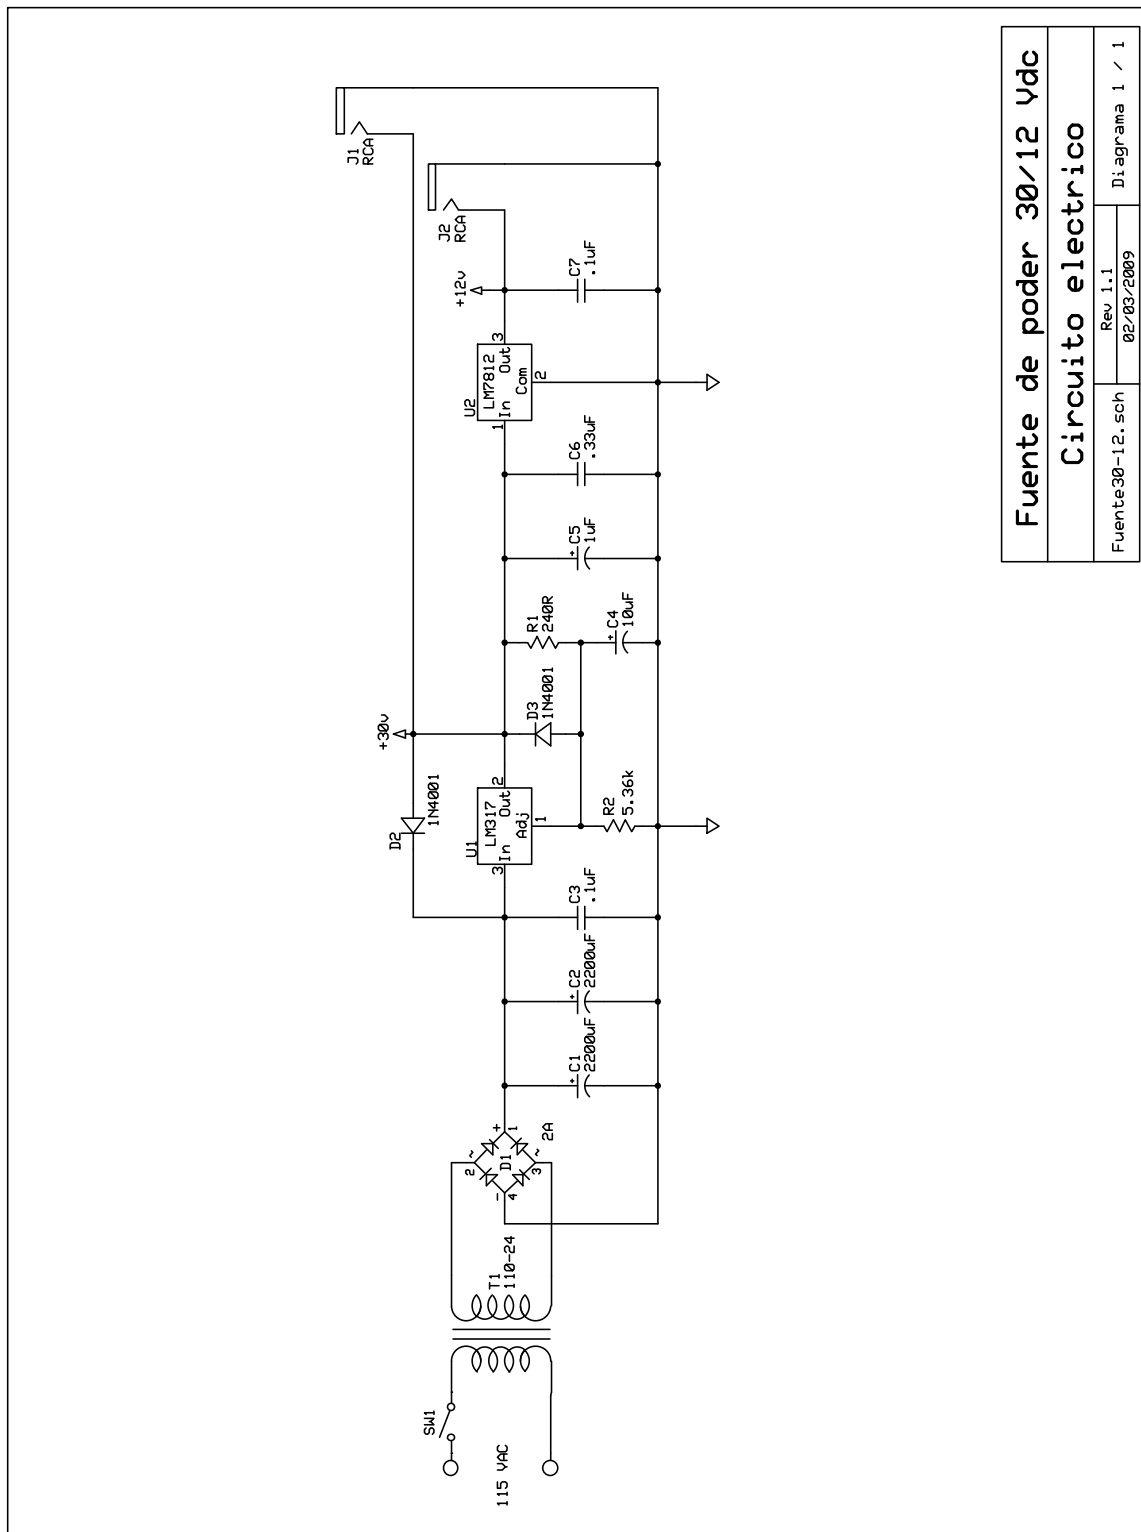 Fuente de poder 30/12 Vdc
Circuito electrico
Fuente30-12.sch
Rev 1.1
02/03/2009
Diagrama 1 / 1
115 VAC
SW1
T1
110-24
D1
2A
+
-
~
~
1
2
3
4
C1
2200uF
+
C2
2200uF
+
C3
.1uF
D2
1N4001
U1
LM317
In
Out
Adj
3
2
1
R2
5.36k
+30v
D3
1N4001
R1
240R
C4
10uF
+
C5
1uF
+
C6
.33uF
U2
LM7812
In
Out
Com
1
3
2
+12v
C7
.1uF
J2
RCA
J1
RCA